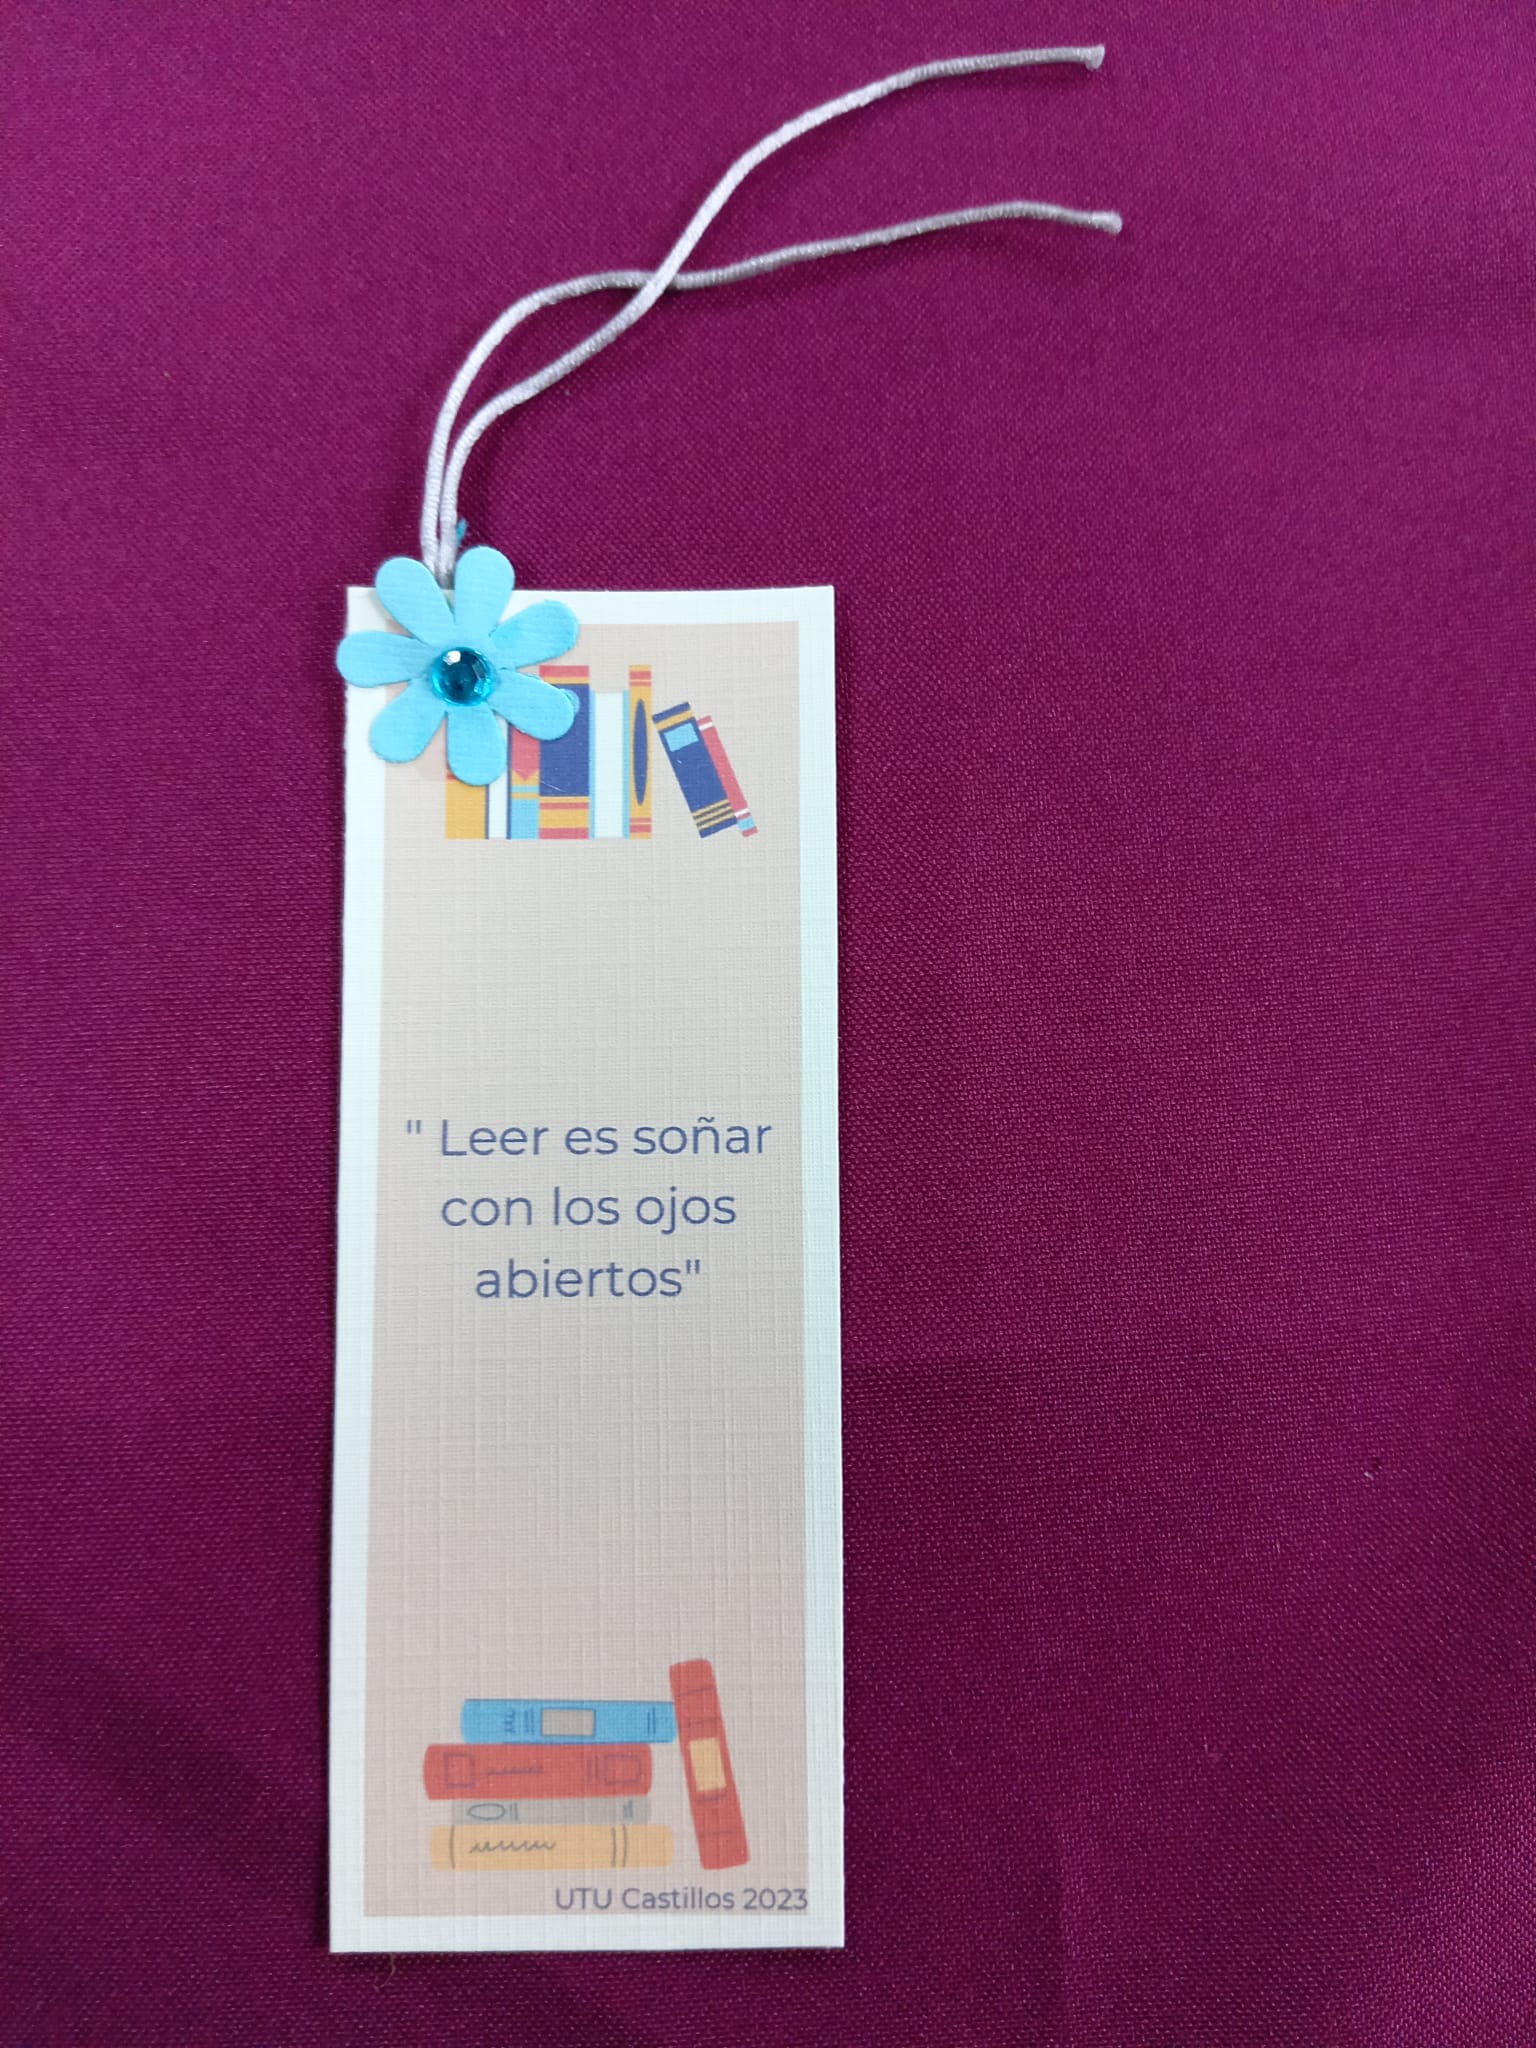 " Leer es soñar
con los ojos
abiertos"
UTU Castillos 2023